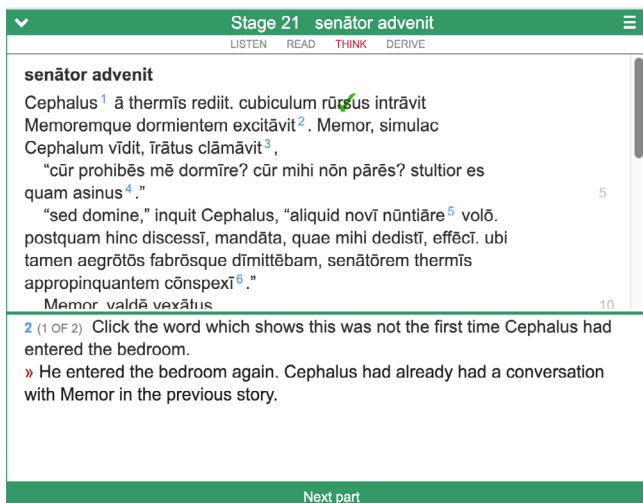 Stage 21 senātor advenit
LISTEN READ THINK DERIVE
senātor advenit
Cephalus 1 ā thermīs rediit. cubiculum rūrsus intrāvit
Memoremque dormientem excitāvit 2 . Memor, simulac
Cephalum vīdit, īrātus clāmāvit 3 ,
“cūr prohibēs mē dormīre? cūr mihi nōn pārēs? stultior es
quam asinus 4 .” 5
“sed domine,” inquit Cephalus, “aliquid novī nūntiāre 5 volō.
postquam hinc discessī, mandāta, quae mihi dedistī, effēcī. ubi
tamen aegrōtōs fabrōsque dīmittēbam, senātōrem thermīs
appropinquantem cōnspexī 6 .”
Memor, valdē vexātus 10
2 (1 OF 2) Click the word which shows this was not the first time Cephalus had
entered the bedroom.
» He entered the bedroom again. Cephalus had already had a conversation
with Memor in the previous story.
Next part